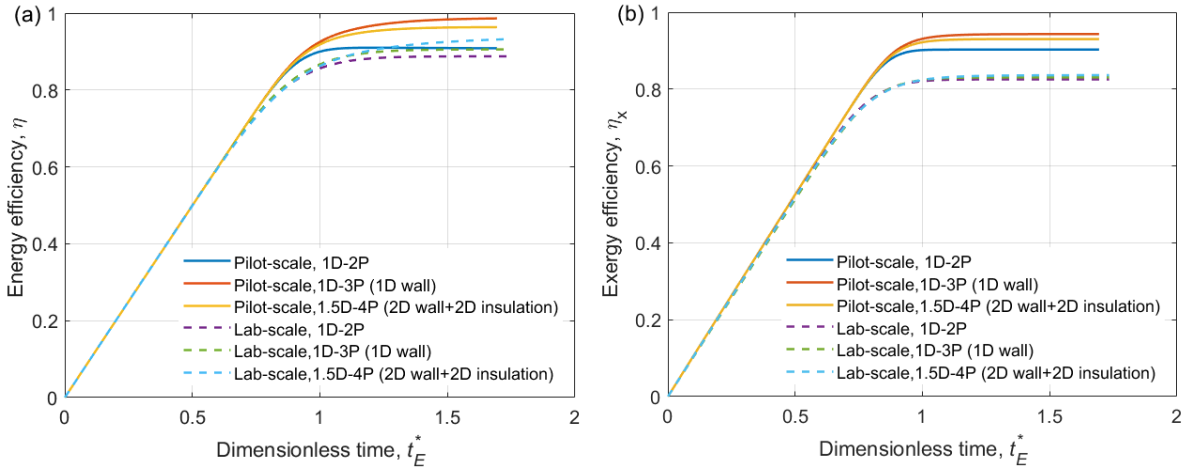 (a)
Energy efficiency, η
1
0.8
0.6
0.4
0.2
0
0
0.5
1
1.5
2
Dimensionless time, t*E
Pilot-scale, 1D-2P
Pilot-scale,1D-3P (1D wall)
Pilot-scale,1.5D-4P (2D wall+2D insulation)
Lab-scale, 1D-2P
Lab-scale,1D-3P (1D wall)
Lab-scale,1.5D-4P (2D wall+2D insulation)
(b)
Exergy efficiency, ηx
1
0.8
0.6
0.4
0.2
0
0
0.5
1
1.5
2
Dimensionless time, t*E
Pilot-scale, 1D-2P
Pilot-scale,1D-3P (1D wall)
Pilot-scale,1.5D-4P (2D wall+2D insulation)
Lab-scale, 1D-2P
Lab-scale,1D-3P (1D wall)
Lab-scale,1.5D-4P (2D wall+2D insulation)